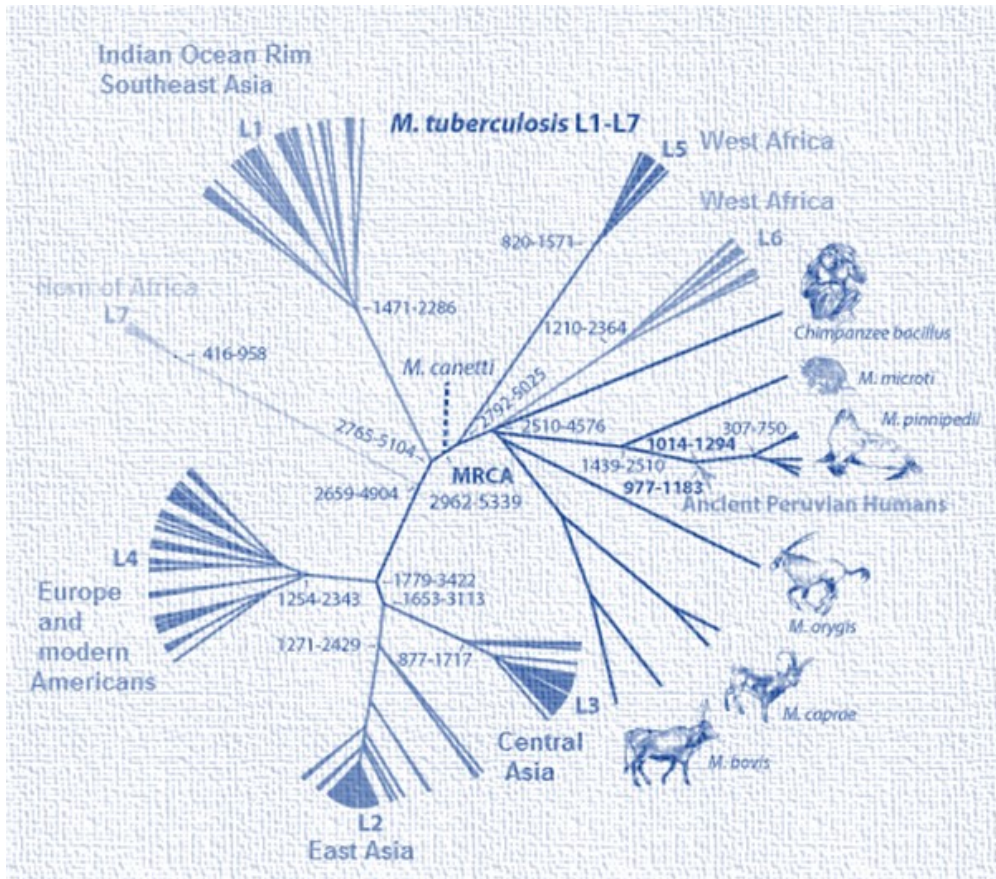 Indian Ocean Rim
Southeast Asia
L1
M. tuberculosis L1-L7
L5
West Africa
West Africa
L6
820-1571
Horn of Africa
L7
1471-2286
1210-2364
Chimpanzee bacillus
416-958
M. canetti
M. microti
2792-5025
2765-5104
2510-4576
307-750
M. pinnipedii
1014-1294
MRCA
1439-2510
2659-4904
2962-5339
977-1183
Ancient Peruvian Humans
L4
1779-3422
1254-2343
1653-3113
Europe
and
modern
Americans
M. orygis
1271-2429
877-1717
L3
M. caprae
Central
Asia
M. bovis
L2
East Asia